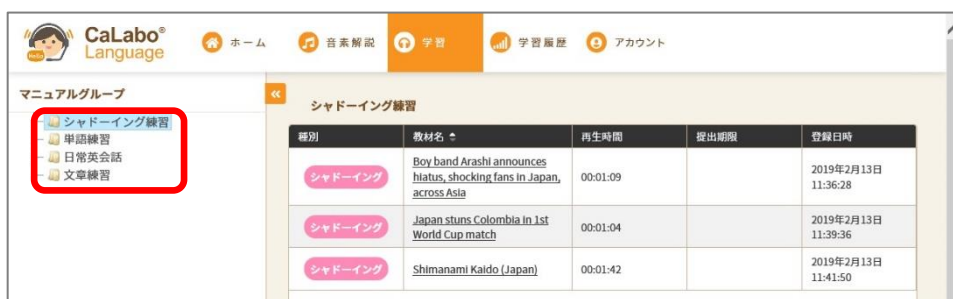 CaLabo®
Language
Hello
ホーム
音素解説
学習
学習履歴
アカウント
マニュアルグループ
シャドーイング練習
単語練習
日常英会話
文章練習
«
シャドーイング練習
種別 教材名 再生時間 提出期限 登録日時
シャドーイング
Boy band Arashi announces
hiatus, shocking fans in Japan,
across Asia
00:01:09
2019年2月13日
11:36:28
シャドーイング
Japan stuns Colombia in 1st
World Cup match
00:01:04
2019年2月13日
11:39:36
シャドーイング
Shimanami Kaido (Japan)
00:01:42
2019年2月13日
11:41:50